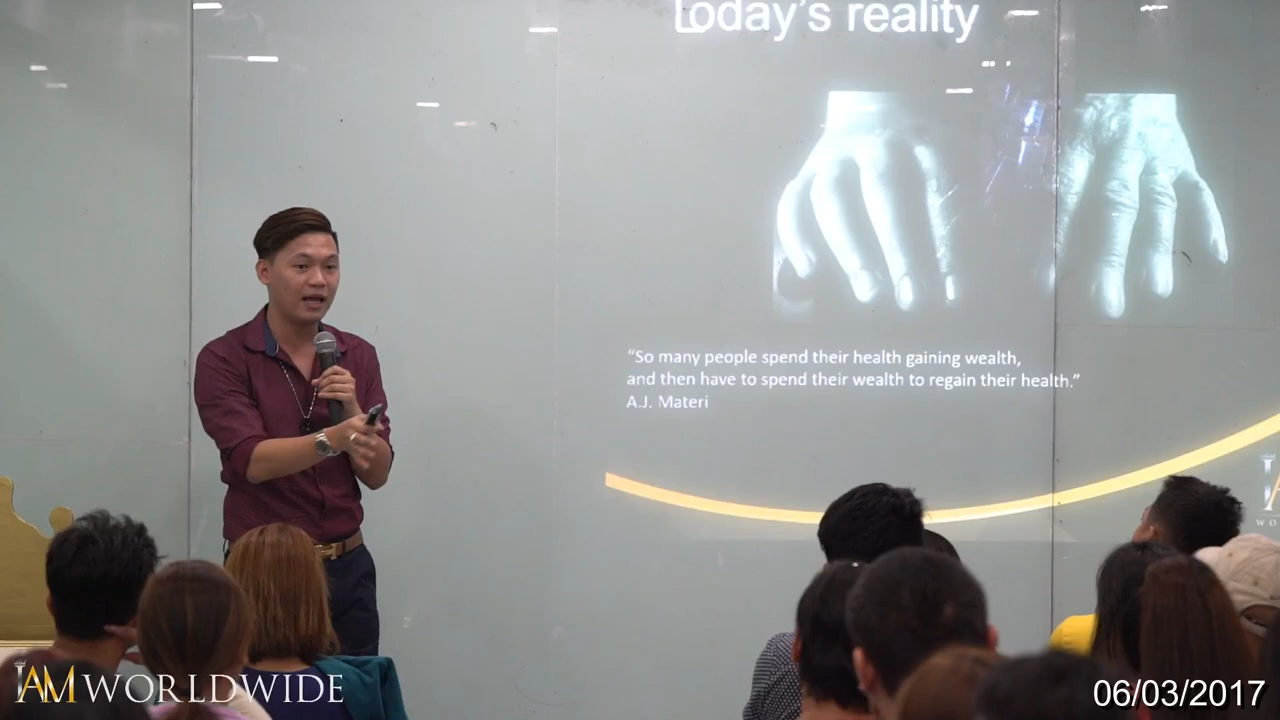 today's reality
“So many people spend their health gaining wealth,
and then have to spend their wealth to regain their health.”
A.J. Materi
IAM WORLDWIDE
06/03/2017